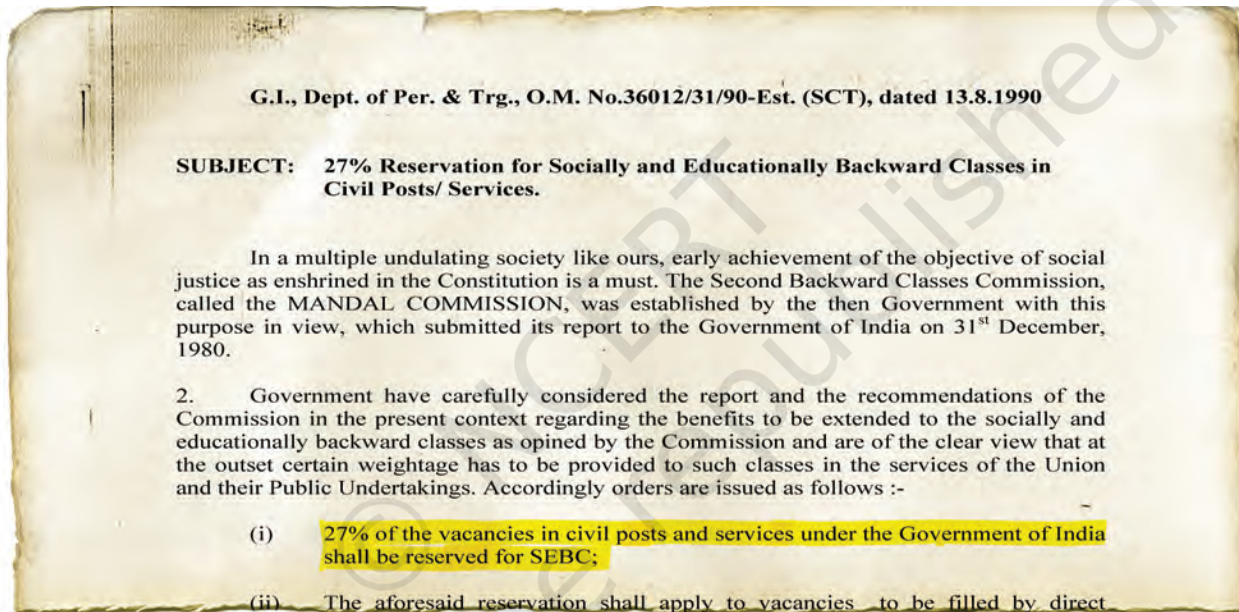 G.I., Dept. of Per. & Trg., O.M. No.36012/31/90-Est. (SCT), dated 13.8.1990
SUBJECT: 27% Reservation for Socially and Educationally Backward Classes in
Civil Posts/ Services.
In a multiple undulating society like ours, early achievement of the objective of social
justice as enshrined in the Constitution is a must. The Second Backward Classes Commission,
called the MANDAL COMMISSION, was established by the then Government with this
purpose in view, which submitted its report to the Government of India on 31st December,
1980.
2. Government have carefully considered the report and the recommendations of the
Commission in the present context regarding the benefits to be extended to the socially and
educationally backward classes as opined by the Commission and are of the clear view that at
the outset certain weightage has to be provided to such classes in the services of the Union
and their Public Undertakings. Accordingly orders are issued as follows :-
(i) 27% of the vacancies in civil posts and services under the Government of India
shall be reserved for SEBC;
(ii) The aforesaid reservation shall apply to vacancies to be filled by direct
© NCERT
republished